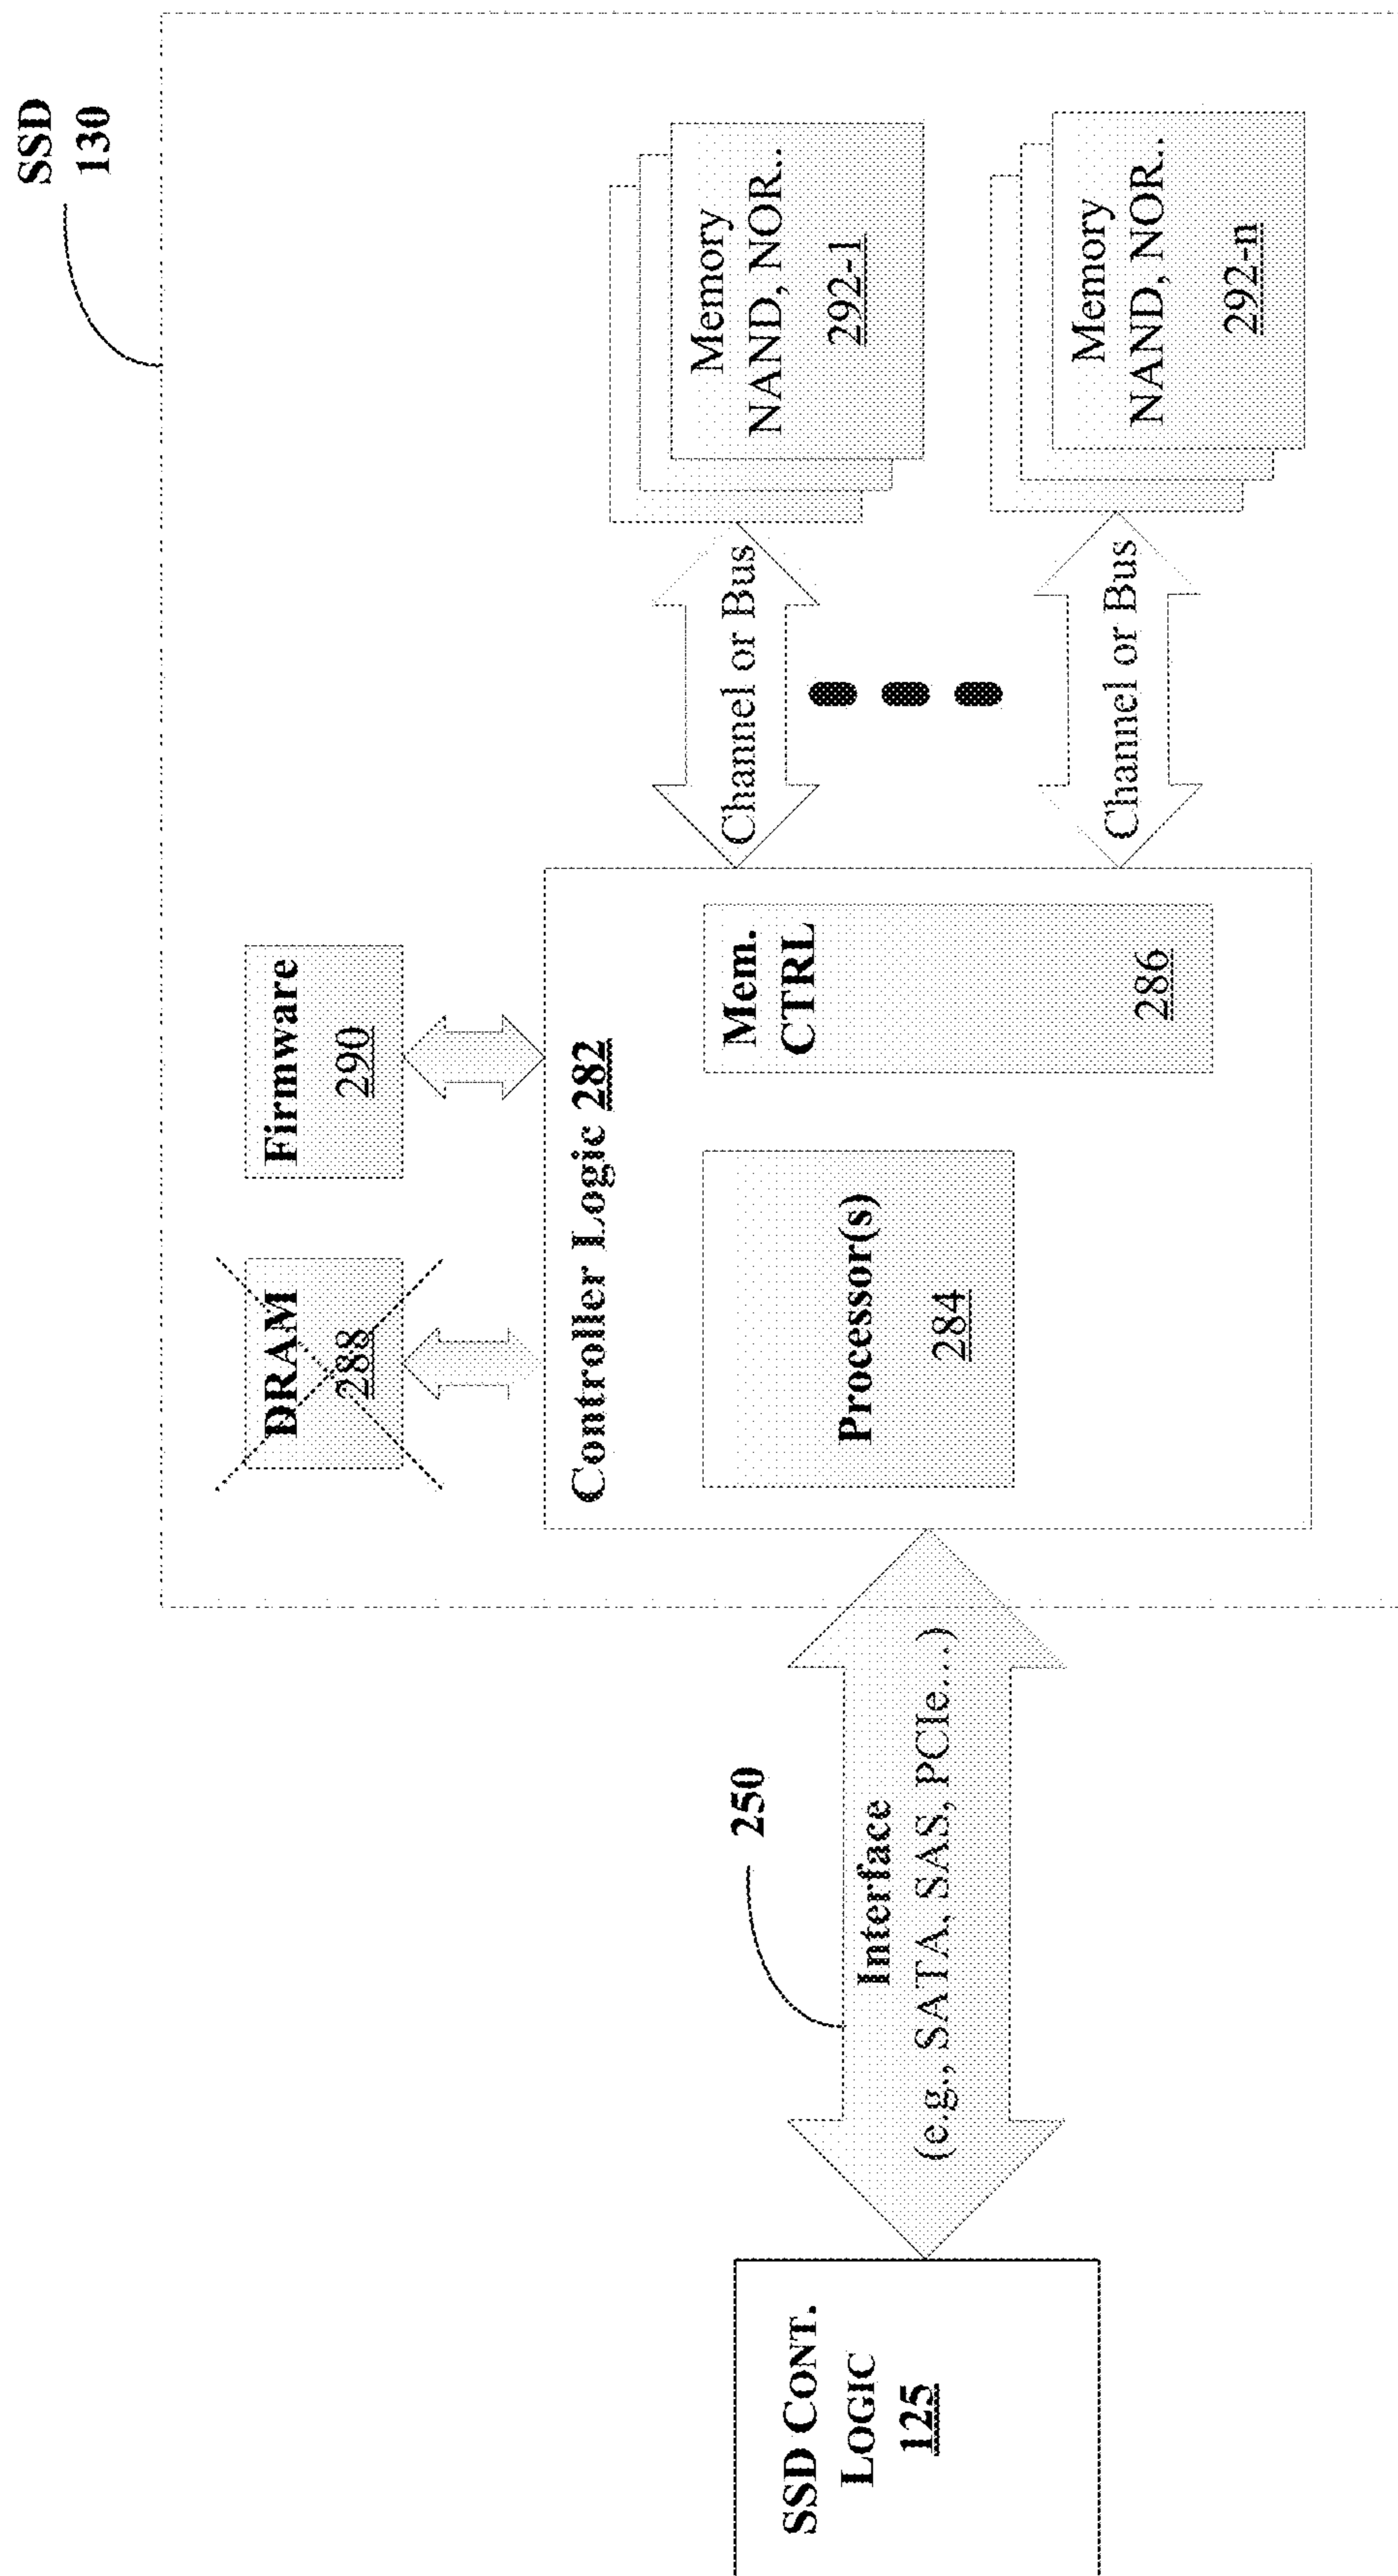 SSD
130
DRAM
288
Firmware
290
Controller Logic 282
Processor(s)
284
Mem.
CTRL
286
Channel or Bus
Memory
NAND, NOR..
292-1
Channel or Bus
Memory
NAND, NOR..
292-n
250
Interface
(e.g., SATA, SAS, PCIe…)
SSD CONT.
LOGIC
125